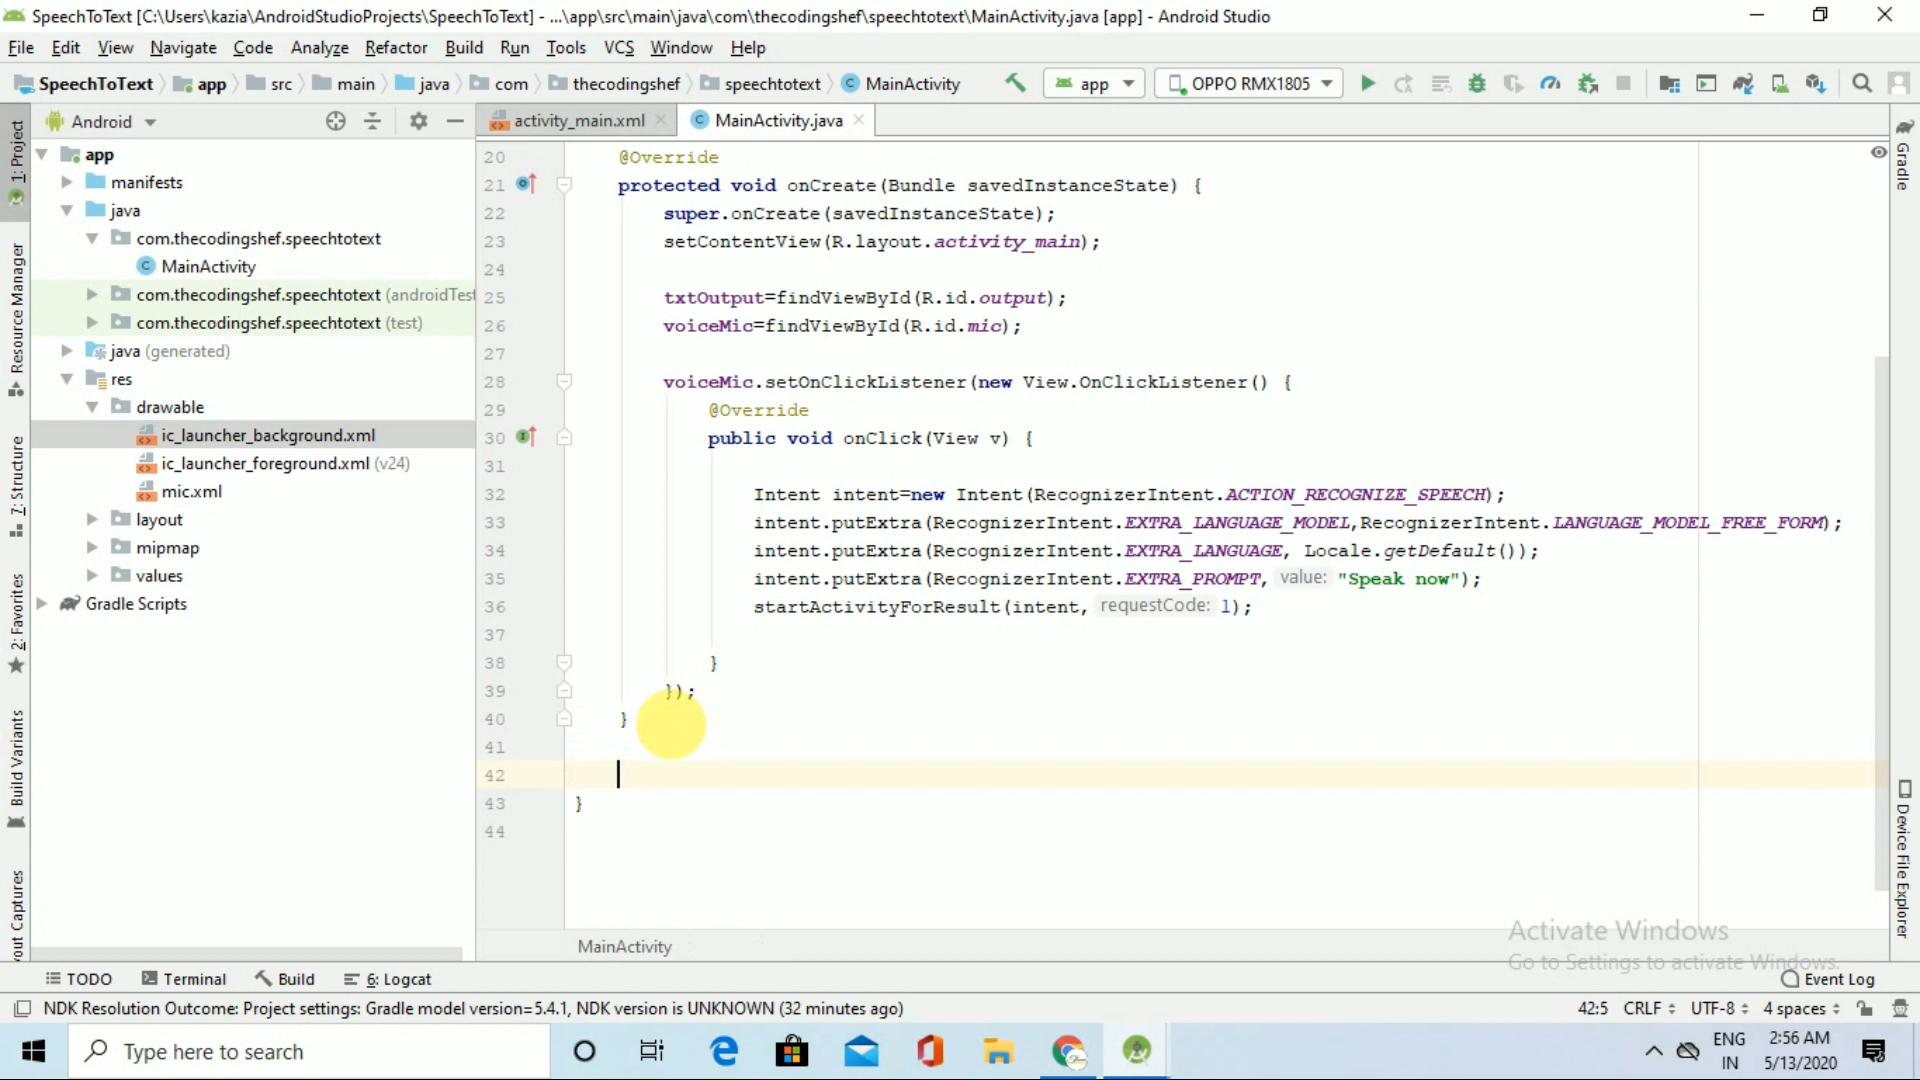 SpeechToText [C:\Users\kazia\AndroidStudioProjects\SpeechToText] - ...\app\src\main\java\com\thecodingshef\speechtotext\MainActivity.java [app] - Android Studio
File Edit View Navigate Code Analyze Refactor Build Run Tools VCS Window Help
SpeechToText app src main java com thecodingshef speechtotext MainActivity app OPPO RMX1805
Android
activity_main.xml MainActivity.java
1: Project
Resource Manager
7: Structure
2: Favorites
Build Variants
out Captures
app
manifests
java
com.thecodingshef.speechtotext
MainActivity
com.thecodingshef.speechtotext (androidTest
com.thecodingshef.speechtotext (test)
java (generated)
res
drawable
ic_launcher_background.xml
ic_launcher_foreground.xml (v24)
mic.xml
layout
mipmap
values
Gradle Scripts
20 @Override
21 protected void onCreate(Bundle savedInstanceState) {
22 super.onCreate(savedInstanceState);
23 setContentView(R.layout.activity_main);
24
25 txtOutput=findViewById(R.id.output);
26 voiceMic=findViewById(R.id.mic);
27
28 voiceMic.setOnClickListener(new View.OnClickListener() {
29 @Override
30 public void onClick(View v) {
31
32 Intent intent=new Intent(RecognizerIntent.ACTION_RECOGNIZE_SPEECH);
33 intent.putExtra(RecognizerIntent.EXTRA_LANGUAGE_MODEL,RecognizerIntent.LANGUAGE_MODEL_FREE_FORM);
34 intent.putExtra(RecognizerIntent.EXTRA_LANGUAGE, Locale.getDefault());
35 intent.putExtra(RecognizerIntent.EXTRA_PROMPT, value: "Speak now");
36 startActivityForResult(intent, requestCode: 1);
37
38 }
39 });
40 }
41
42
43 }
44
MainActivity
Gradle
Device File Explorer
Activate Windows
Go to Settings to activate Windows.
TODO Terminal Build 6: Logcat Event Log
NDK Resolution Outcome: Project settings: Gradle model version=5.4.1, NDK version is UNKNOWN (32 minutes ago) 42:5 CRLF UTF-8 4 spaces
Type here to search
ENG
IN
2:56 AM
5/13/2020